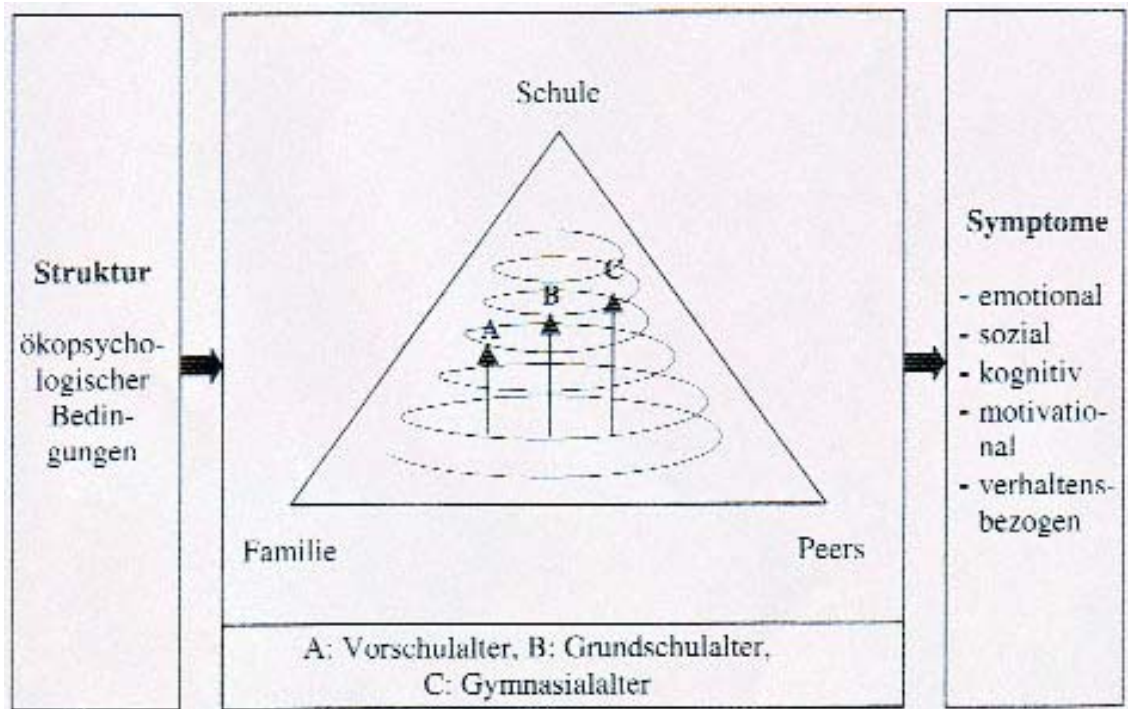 Struktur
ökopsycho-
logischer
Bedin-
gungen
Schule
C
B
A
Familie
Peers
A: Vorschulalter, B: Grundschulalter,
C: Gymnasialalter
Symptome
- emotional
- sozial
- kognitiv
- motivatio-
nal
- verhaltens-
bezogen